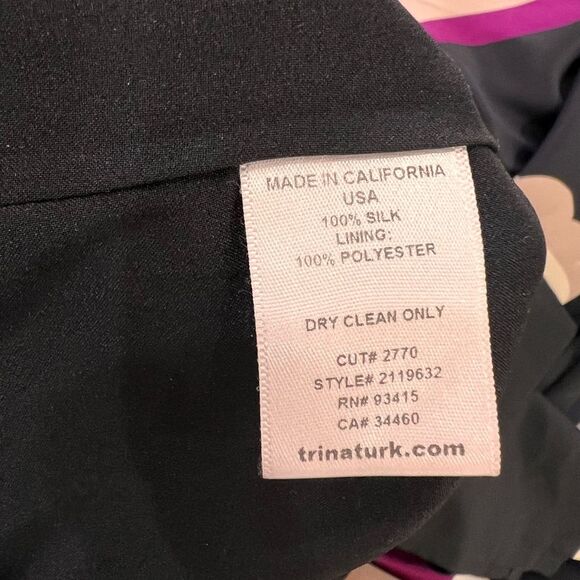 MADE IN CALIFORNIA
USA
100% SILK
LINING:
100% POLYESTER
DRY CLEAN ONLY
CUT# 2770
STYLE# 2119632
RN# 93415
CA# 34460
trinaturk.com